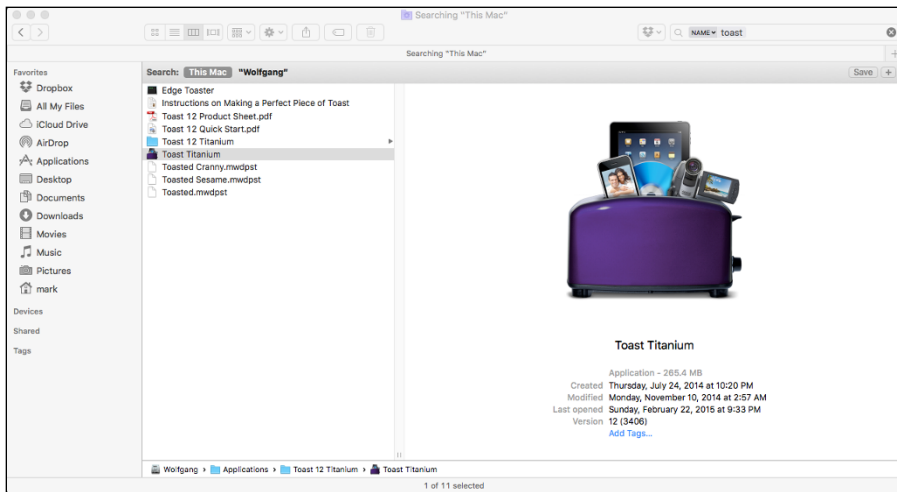 Searching "This Mac"
NAME toast
Searching "This Mac"
Favorites
Dropbox
All My Files
iCloud Drive
AirDrop
Applications
Desktop
Documents
Downloads
Movies
Music
Pictures
mark
Devices
Shared
Tags
Search: This Mac "Wolfgang" Save +
Edge Toaster
Instructions on Making a Perfect Piece of Toast
Toast 12 Product Sheet.pdf
Toast 12 Quick Start.pdf
Toast 12 Titanium
Toast Titanium
Toasted Cranny.mwdpst
Toasted Sesame.mwdpst
Toasted.mwdpst
Toast Titanium
Application - 265.4 MB
Created Thursday, July 24, 2014 at 10:20 PM
Modified Monday, November 10, 2014 at 2:57 AM
Last opened Sunday, February 22, 2015 at 9:33 PM
Version 12 (3406)
Add Tags...
Wolfgang › Applications › Toast 12 Titanium › Toast Titanium
1 of 11 selected